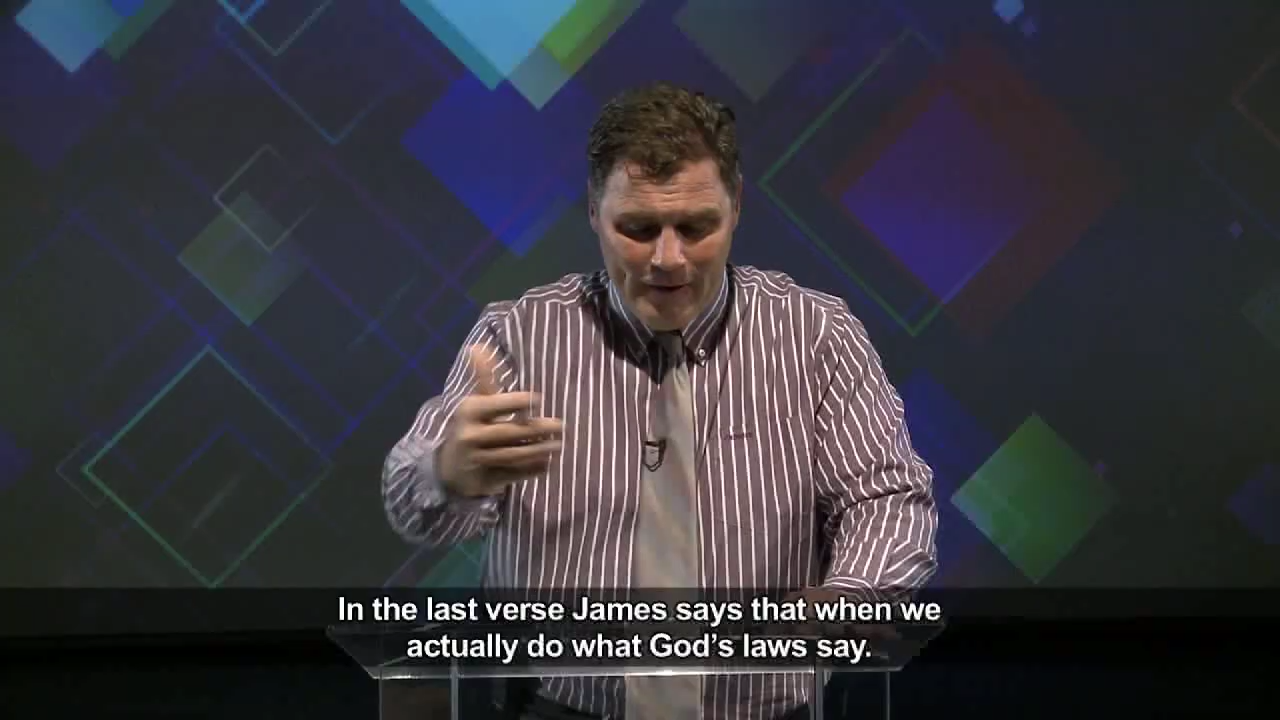 In the last verse James says that when we
actually do what God's laws say.